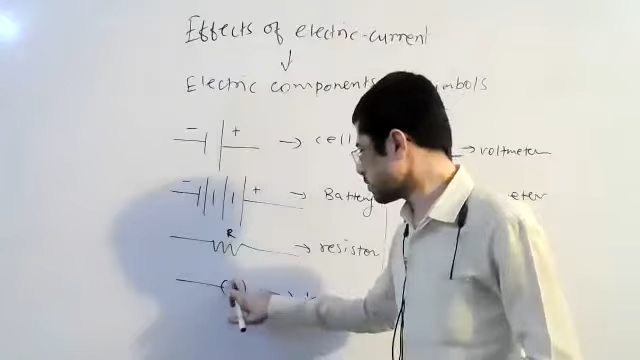 Effects of electric-current
Electric components
- + → cell
→ voltmeter
- + → Battery
R → resistor